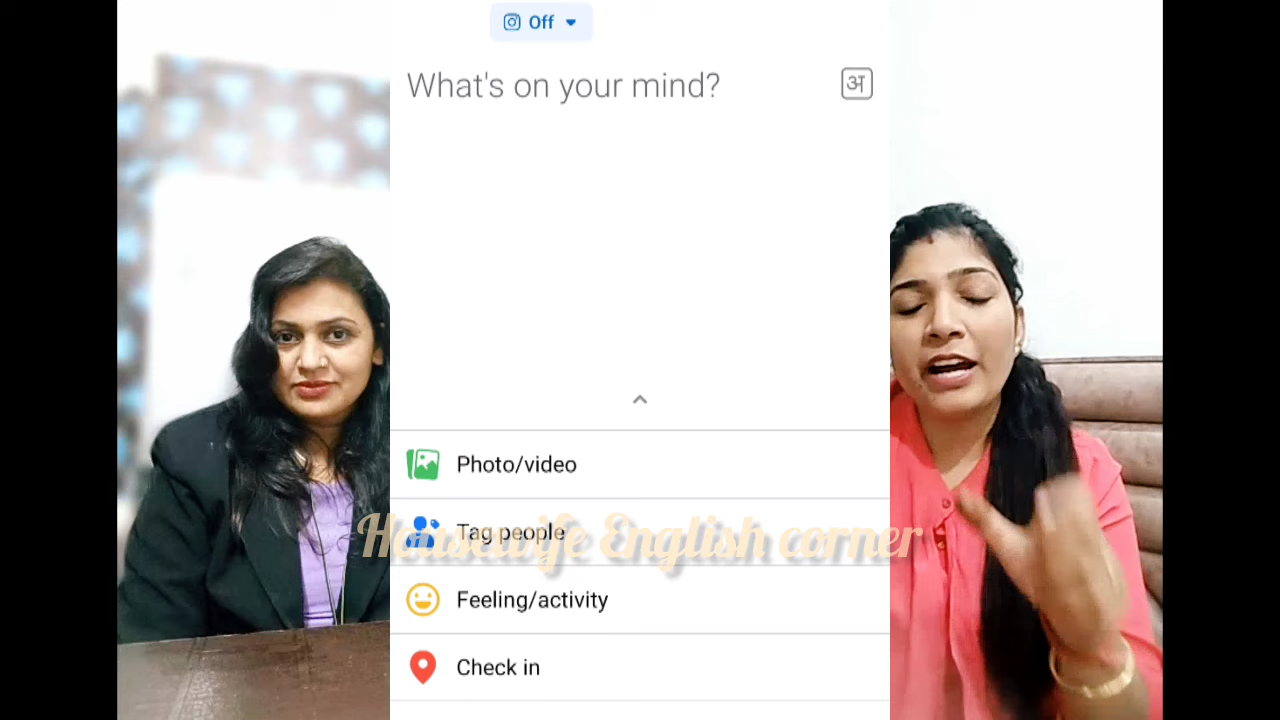 Off
What's on your mind?
अ
Photo/video
Tag people
Housewife English corner
Feeling/activity
Check in